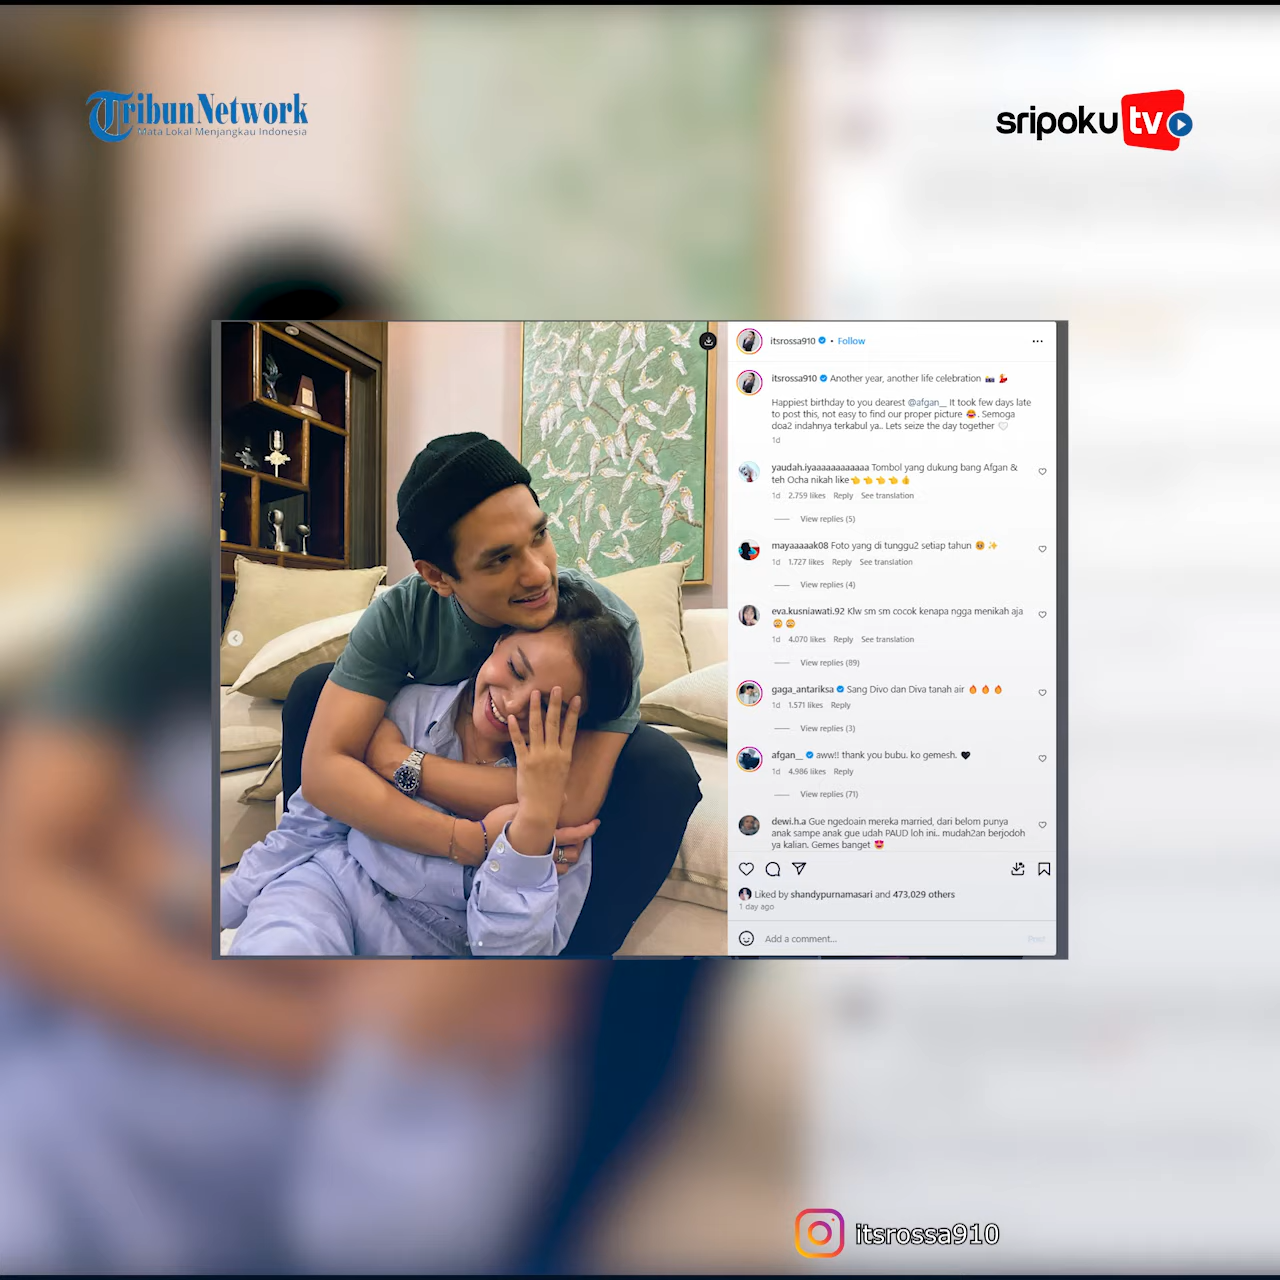 TribunNetwork
Mata Lokal Menjangkau Indonesia
sripoku tv
itsrossa910 • Follow
itsrossa910 Another year, another life celebration
Happiest birthday to you dearest @afgan__ It took few days late
to post this, not easy to find our proper picture 😂. Semoga
doa2 indahnya terkabul ya.. Lets seize the day together 🤍
1d
yaudah.iyaaaaaaaaaaaa Tombol yang dukung bang Afgan &
teh Ocha nikah like👈👈👈👈👍
1d 2.759 likes Reply See translation
View replies (5)
mayaaaaak08 Foto yang di tunggu2 setiap tahun 😡✨
1d 1.727 likes Reply See translation
View replies (4)
eva.kusniawati.92 Klw sm sm cocok kenapa ngga menikah aja
😳😳
1d 4.070 likes Reply See translation
View replies (89)
gaga_antariksa Sang Divo dan Diva tanah air 🔥🔥🔥
1d 1.571 likes Reply
View replies (3)
afgan__ aww!! thank you bubu. ko gemesh. 🖤
1d 4.986 likes Reply
View replies (71)
dewi.h.a Gue ngedoain mereka married, dari belom punya
anak sampe anak gue udah PAUD loh ini.. mudah2an berjodoh
ya kalian. Gemes banget 😍
Liked by shandypurnamasari and 473,029 others
1 day ago
Add a comment...
Post
itsrossa910